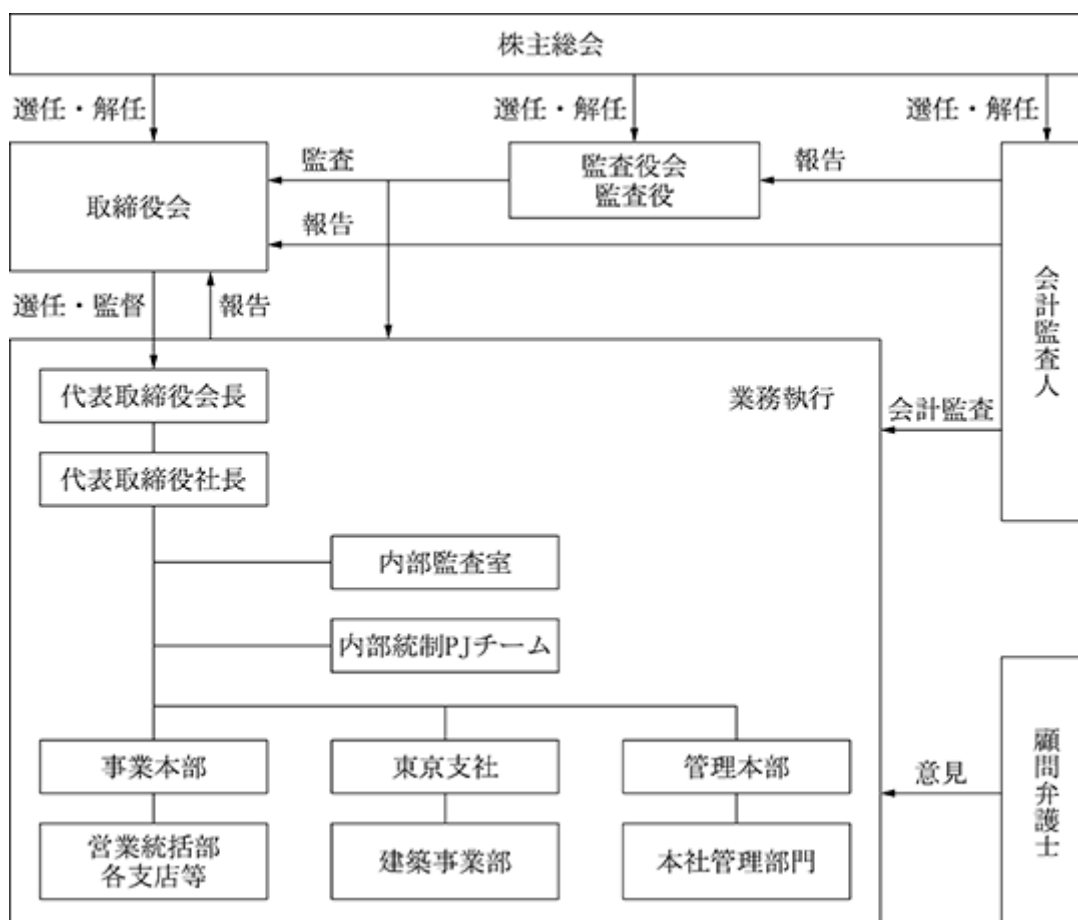 株主総会
選任・解任
選任・解任
選任・解任
取締役会
監査
監査役会
監査役
報告
報告
会計監査人
選任・監督
報告
業務執行
代表取締役会長
会計監査
代表取締役社長
内部監査室
内部統制PJチーム
事業本部
東京支社
管理本部
意見
顧問弁護士
営業統括部
各支店等
建築事業部
本社管理部門